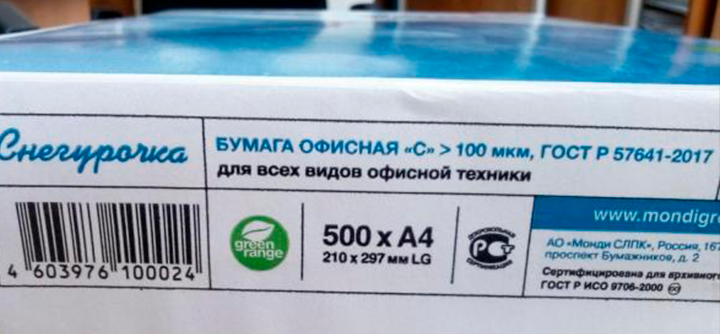 Снегурочка
БУМАГА ОФИСНАЯ «С» > 100 мкм, ГОСТ Р 57641-2017
для всех видов офисной техники
4 603976 100024
green
range
500 x A4
210 x 297 мм LG
ДОБРОВОЛЬНАЯ
СЕРТИФИКАЦИЯ
www.mondigr
АО «Монди СЛПК», Россия, 167
проспект Бумажников, д. 2
Сертифицирована для архивного
ГОСТ Р ИСО 9706-2000